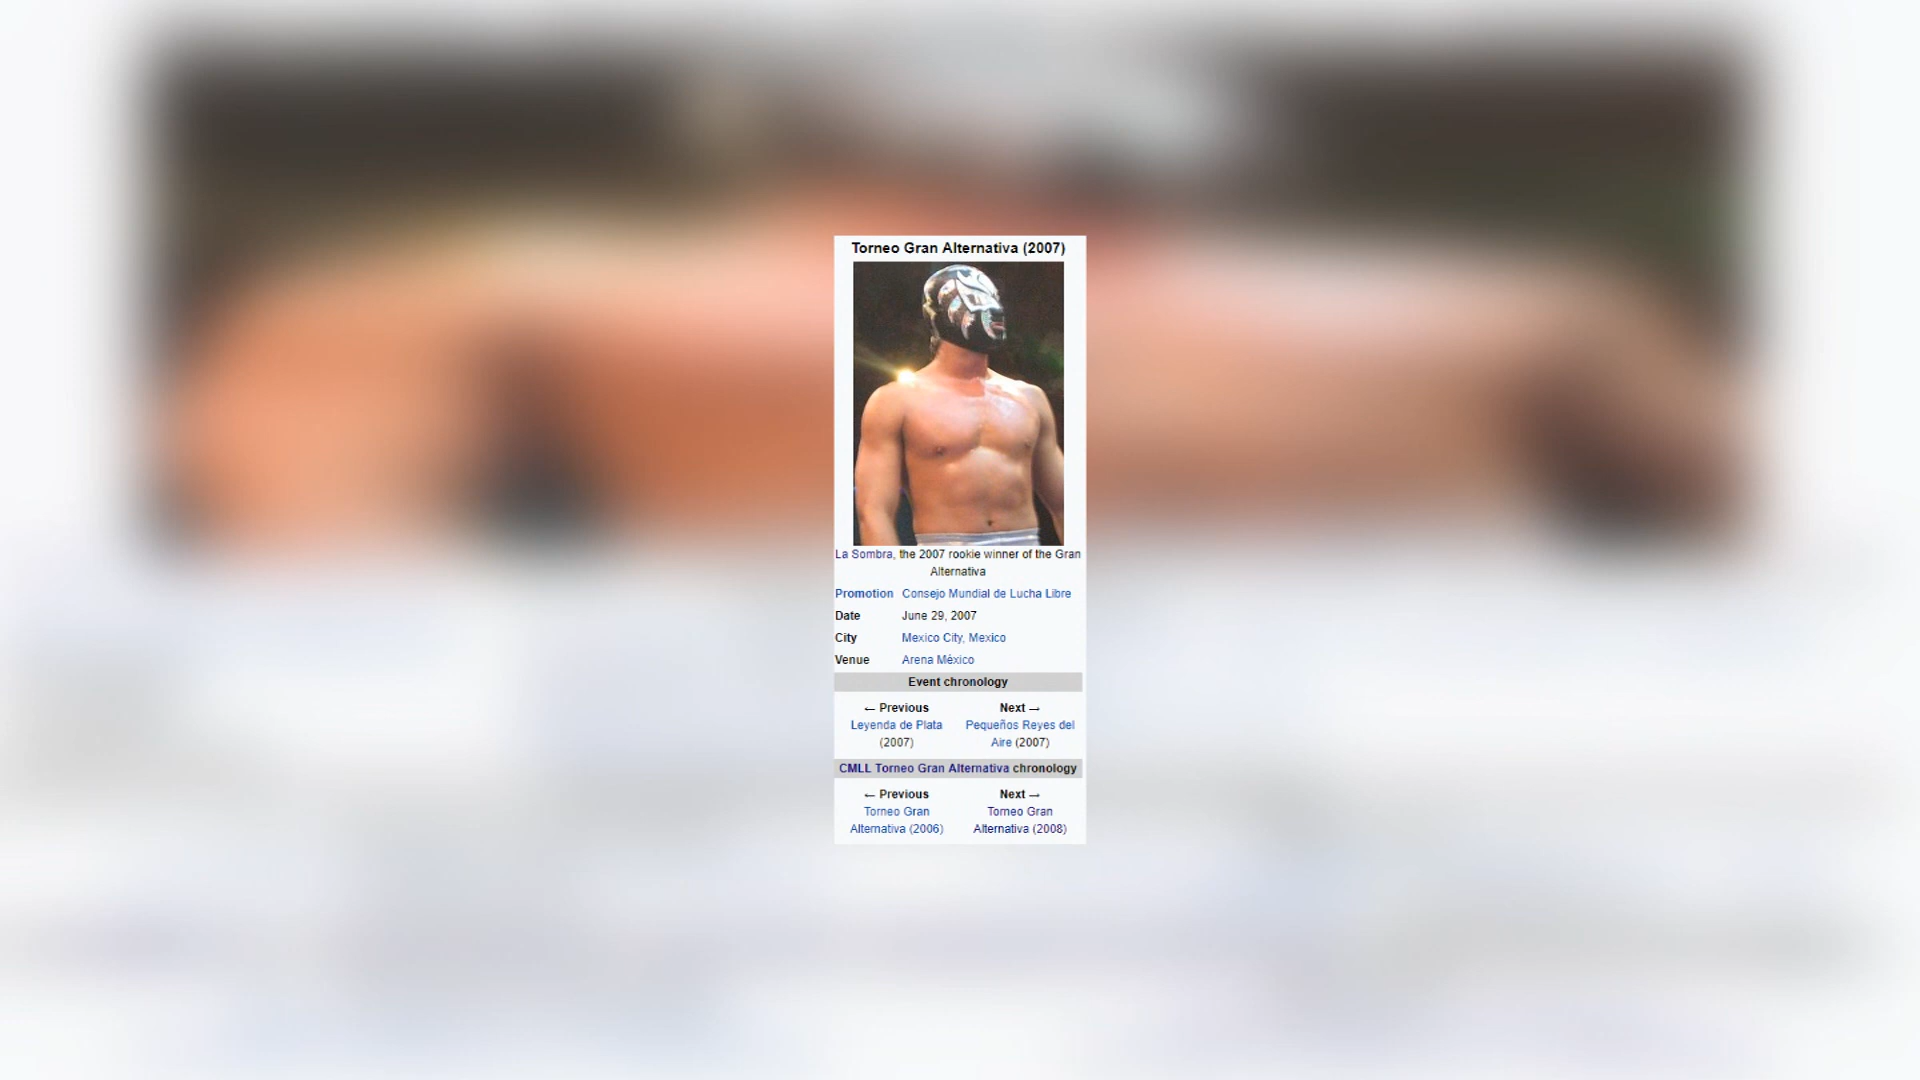 Torneo Gran Alternativa (2007)
La Sombra, the 2007 rookie winner of the Gran
Alternativa
Promotion Consejo Mundial de Lucha Libre
Date June 29, 2007
City Mexico City, Mexico
Venue Arena México
Event chronology
← Previous Next →
Leyenda de Plata Pequeños Reyes del
(2007) Aire (2007)
CMLL Torneo Gran Alternativa chronology
← Previous Next →
Torneo Gran Torneo Gran
Alternativa (2006) Alternativa (2008)